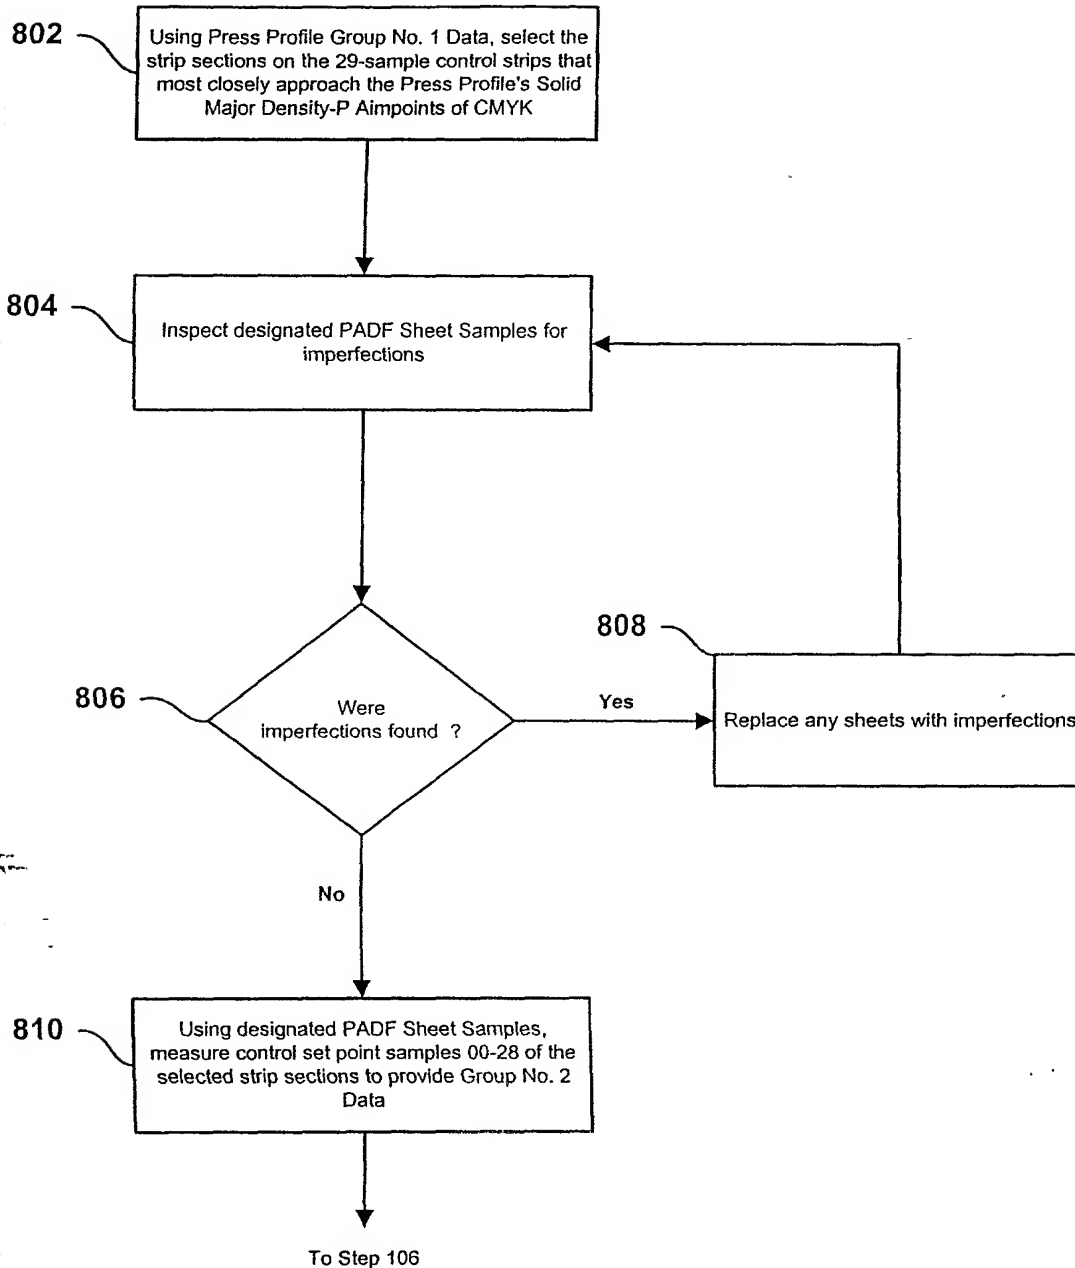 802
Using Press Profile Group No. 1 Data, select the
strip sections on the 29-sample control strips that
most closely approach the Press Profile's Solid
Major Density-P Aimpoints of CMYK
804
Inspect designated PADF Sheet Samples for
imperfections
808
806
Were
imperfections found ?
Yes
Replace any sheets with imperfections
No
810
Using designated PADF Sheet Samples,
measure control set point samples 00-28 of the
selected strip sections to provide Group No. 2
Data
To Step 106